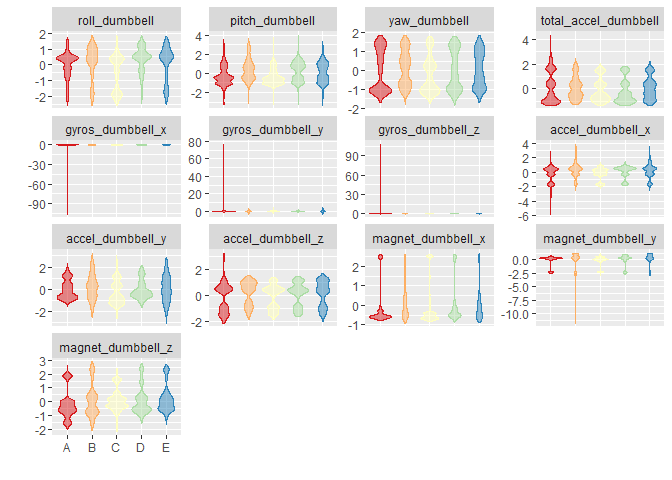 roll_dumbbell pitch_dumbbell yaw_dumbbell total_accel_dumbbell
2 1 0 -1 -2
4 2 0 -2
2 1 0 -1 -2
4 2 0
gyros_dumbbell_x gyros_dumbbell_y gyros_dumbbell_z accel_dumbbell_x
0 -30 -60 -90
80 60 40 20 0
90 60 30 0
4 2 0 -2 -4 -6
accel_dumbbell_y accel_dumbbell_z magnet_dumbbell_x magnet_dumbbell_y
2 0 -2
2 0 -2
2 1 0 -1
0.0 -2.5 -5.0 -7.5 -10.0
magnet_dumbbell_z
3 2 1 0 -1 -2
A B C D E